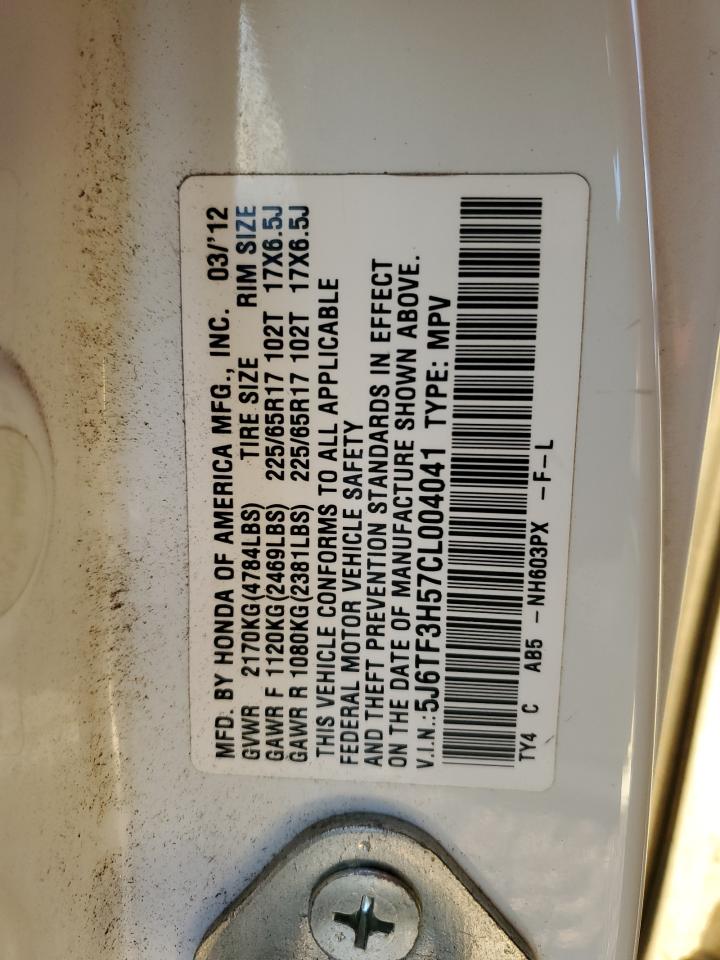 MFD. BY HONDA OF AMERICA MFG., INC. 03/'12
GVWR 2170KG(4784LBS) TIRE SIZE RIM SIZE
GAWR F 1120KG(2469LBS) 225/65R17 102T 17X6.5J
GAWR R 1080KG(2381LBS) 225/65R17 102T 17X6.5J
THIS VEHICLE CONFORMS TO ALL APPLICABLE
FEDERAL MOTOR VEHICLE SAFETY
AND THEFT PREVENTION STANDARDS IN EFFECT
ON THE DATE OF MANUFACTURE SHOWN ABOVE.
V.I.N.:5J6TF3H57CL004041 TYPE: MPV
TY4 C AB5 -NH603PX -F-L